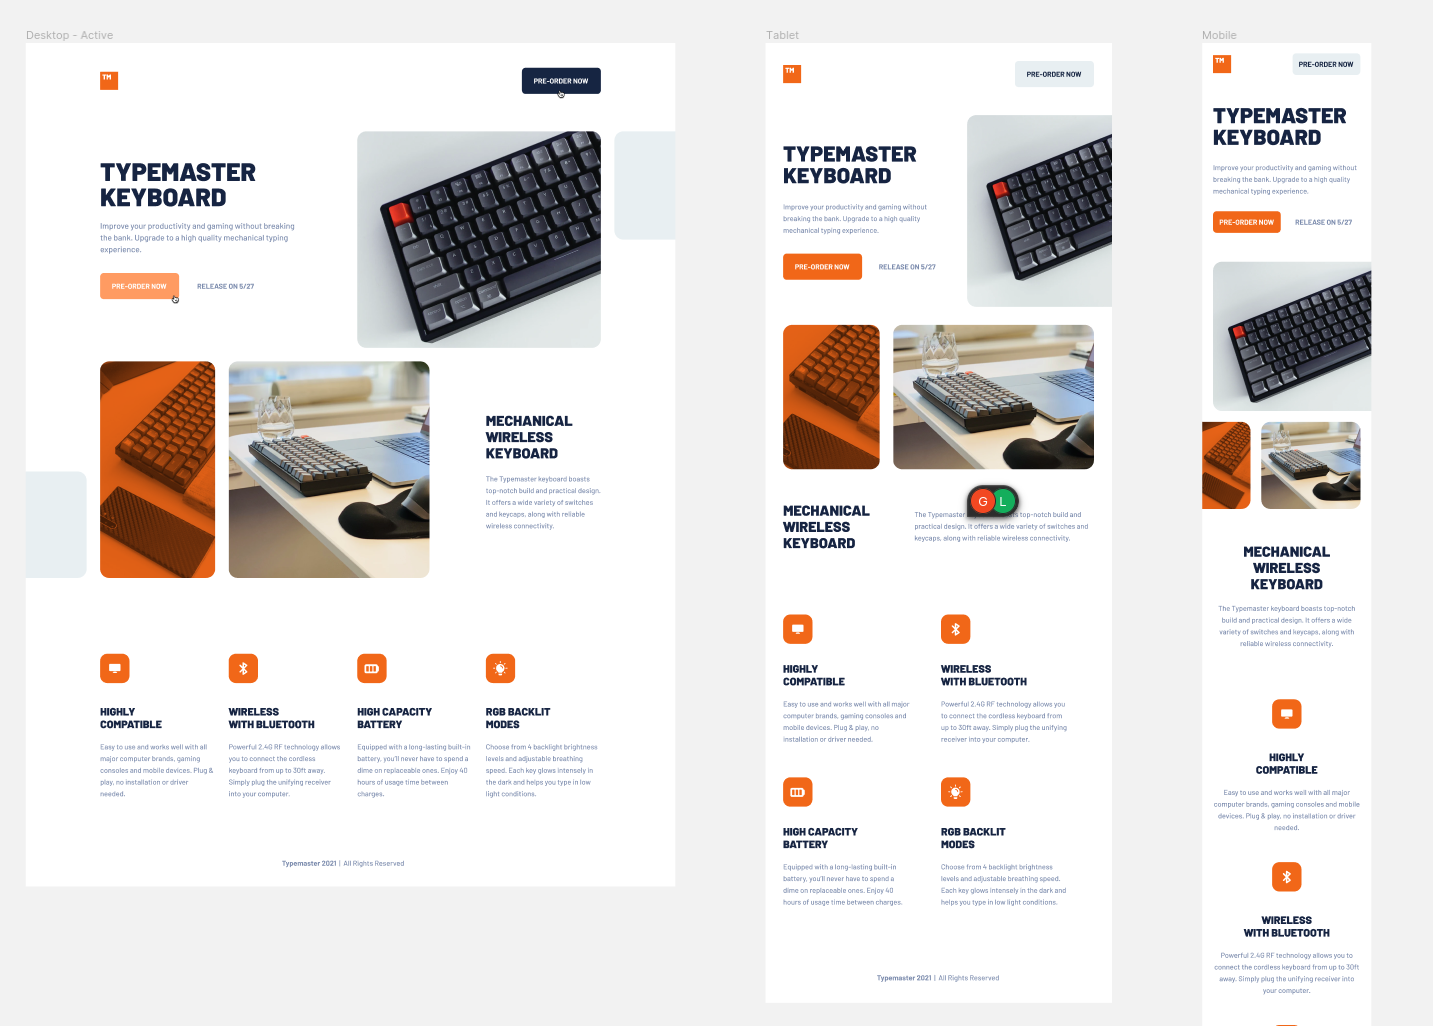 Desktop - Active
TM
PRE-ORDER NOW
TYPEMASTER
KEYBOARD
Improve your productivity and gaming without breaking
the bank. Upgrade to a high quality mechanical typing
experience.
PRE-ORDER NOW
RELEASE ON 5/27
MECHANICAL
WIRELESS
KEYBOARD
The Typemaster keyboard boasts
top-notch build and practical design.
It offers a wide variety of switches
and keycaps, along with reliable
wireless connectivity.
HIGHLY
COMPATIBLE
Easy to use and works well with all
major computer brands, gaming
consoles and mobile devices. Plug &
play, no installation or driver
needed.
WIRELESS
WITH BLUETOOTH
Powerful 2.4G RF technology allows
you to connect the cordless
keyboard from up to 30ft away.
Simply plug the unifying receiver
into your computer.
HIGH CAPACITY
BATTERY
Equipped with a long-lasting built-in
battery, you'll never have to spend a
dime on replaceable ones. Enjoy 40
hours of usage time between
charges.
RGB BACKLIT
MODES
Choose from 4 backlight brightness
levels and adjustable breathing
speed. Each key glows intensely in
the dark and helps you type in low
light conditions.
Typemaster 2021 | All Rights Reserved
Tablet
TM
PRE-ORDER NOW
TYPEMASTER
KEYBOARD
Improve your productivity and gaming without
breaking the bank. Upgrade to a high quality
mechanical typing experience.
PRE-ORDER NOW
RELEASE ON 5/27
MECHANICAL
WIRELESS
KEYBOARD
G L
The Typemaster top-notch build and
practical design. It offers a wide variety of switches and
keycaps, along with reliable wireless connectivity.
HIGHLY
COMPATIBLE
Easy to use and works well with all major
computer brands, gaming consoles and
mobile devices. Plug & play, no
installation or driver needed.
WIRELESS
WITH BLUETOOTH
Powerful 2.4G RF technology allows you
to connect the cordless keyboard from
up to 30ft away. Simply plug the unifying
receiver into your computer.
HIGH CAPACITY
BATTERY
Equipped with a long-lasting built-in
battery, you'll never have to spend a
dime on replaceable ones. Enjoy 40
hours of usage time between charges.
RGB BACKLIT
MODES
Choose from 4 backlight brightness
levels and adjustable breathing speed.
Each key glows intensely in the dark and
helps you type in low light conditions.
Typemaster 2021 | All Rights Reserved
Mobile
TM
PRE-ORDER NOW
TYPEMASTER
KEYBOARD
Improve your productivity and gaming without
breaking the bank. Upgrade to a high quality
mechanical typing experience.
PRE-ORDER NOW
RELEASE ON 5/27
MECHANICAL
WIRELESS
KEYBOARD
The Typemaster keyboard boasts top-notch
build and practical design. It offers a wide
variety of switches and keycaps, along with
reliable wireless connectivity.
HIGHLY
COMPATIBLE
Easy to use and works well with all major
computer brands, gaming consoles and mobile
devices. Plug & play, no installation or driver
needed.
WIRELESS
WITH BLUETOOTH
Powerful 2.4G RF technology allows you to
connect the cordless keyboard from up to 30ft
away. Simply plug the unifying receiver into
your computer.